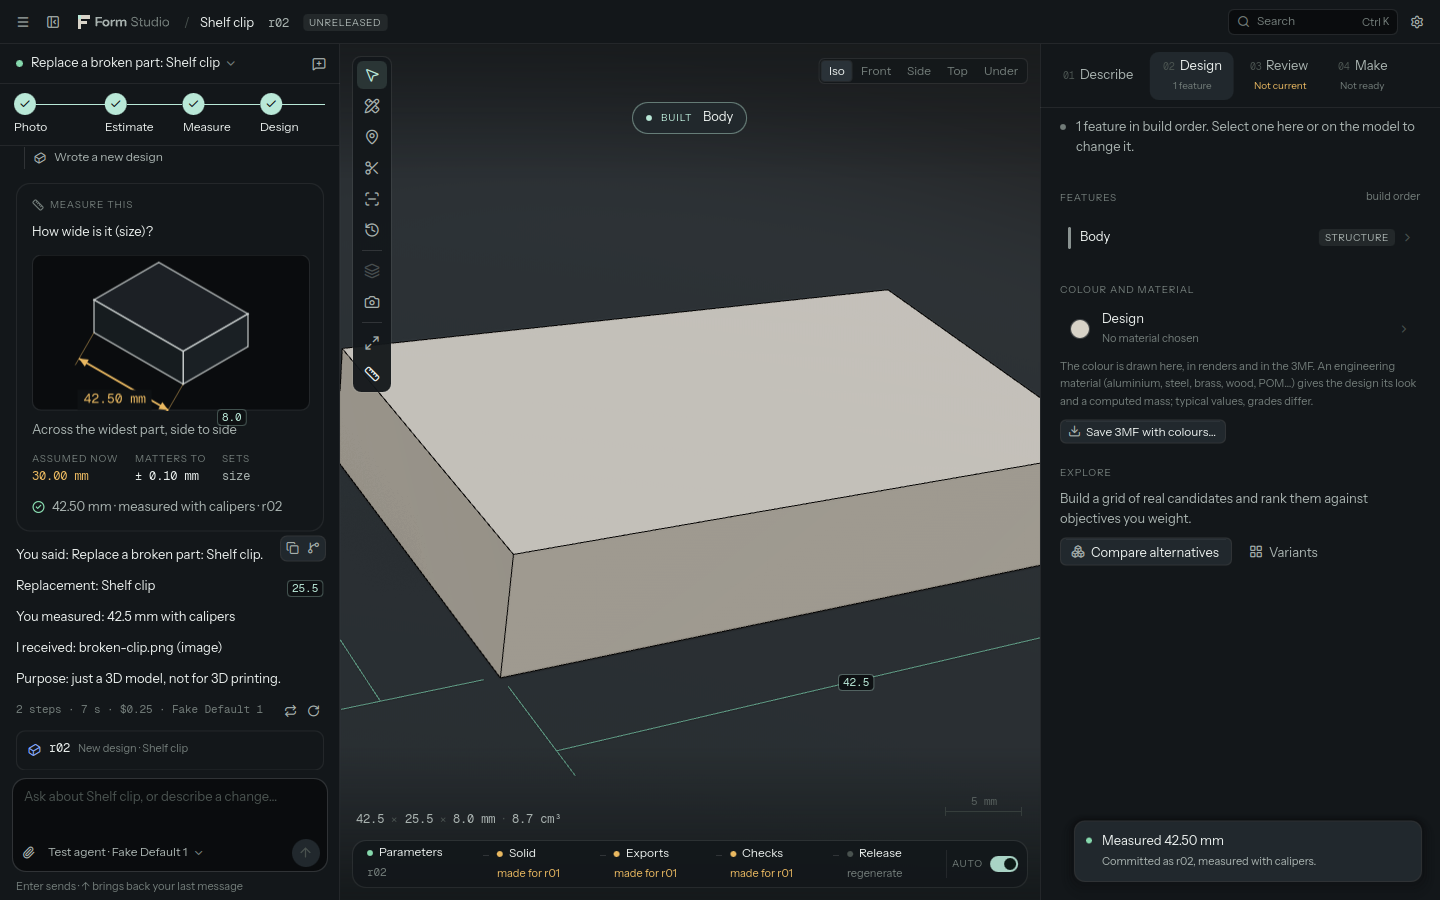 Form Studio / Shelf clip r02 UNRELEASED
Search Ctrl K
Replace a broken part: Shelf clip
Photo Estimate Measure Design
Wrote a new design
MEASURE THIS
How wide is it (size)?
42.50 mm
8.0
Across the widest part, side to side
ASSUMED NOW MATTERS TO SETS
30.00 mm ± 0.10 mm size
42.50 mm · measured with calipers · r02
You said: Replace a broken part: Shelf clip.
Replacement: Shelf clip
25.5
You measured: 42.5 mm with calipers
I received: broken-clip.png (image)
Purpose: just a 3D model, not for 3D printing.
2 steps · 7 s · $0.25 · Fake Default 1
r02 New design · Shelf clip
Ask about Shelf clip, or describe a change...
Test agent · Fake Default 1
Enter sends · ↑ brings back your last message
Iso Front Side Top Under
BUILT Body
42.5
5 mm
42.5 × 25.5 × 8.0 mm · 8.7 cm³
Parameters Solid Exports Checks Release
r02 made for r01 made for r01 made for r01 regenerate
AUTO
01 Describe 02 Design 03 Review 04 Make
1 feature Not current Not ready
1 feature in build order. Select one here or on the model to
change it.
FEATURES build order
Body STRUCTURE
COLOUR AND MATERIAL
Design
No material chosen
The colour is drawn here, in renders and in the 3MF. An engineering
material (aluminium, steel, brass, wood, POM...) gives the design its look
and a computed mass; typical values, grades differ.
Save 3MF with colours...
EXPLORE
Build a grid of real candidates and rank them against
objectives you weight.
Compare alternatives Variants
Measured 42.50 mm
Committed as r02, measured with calipers.